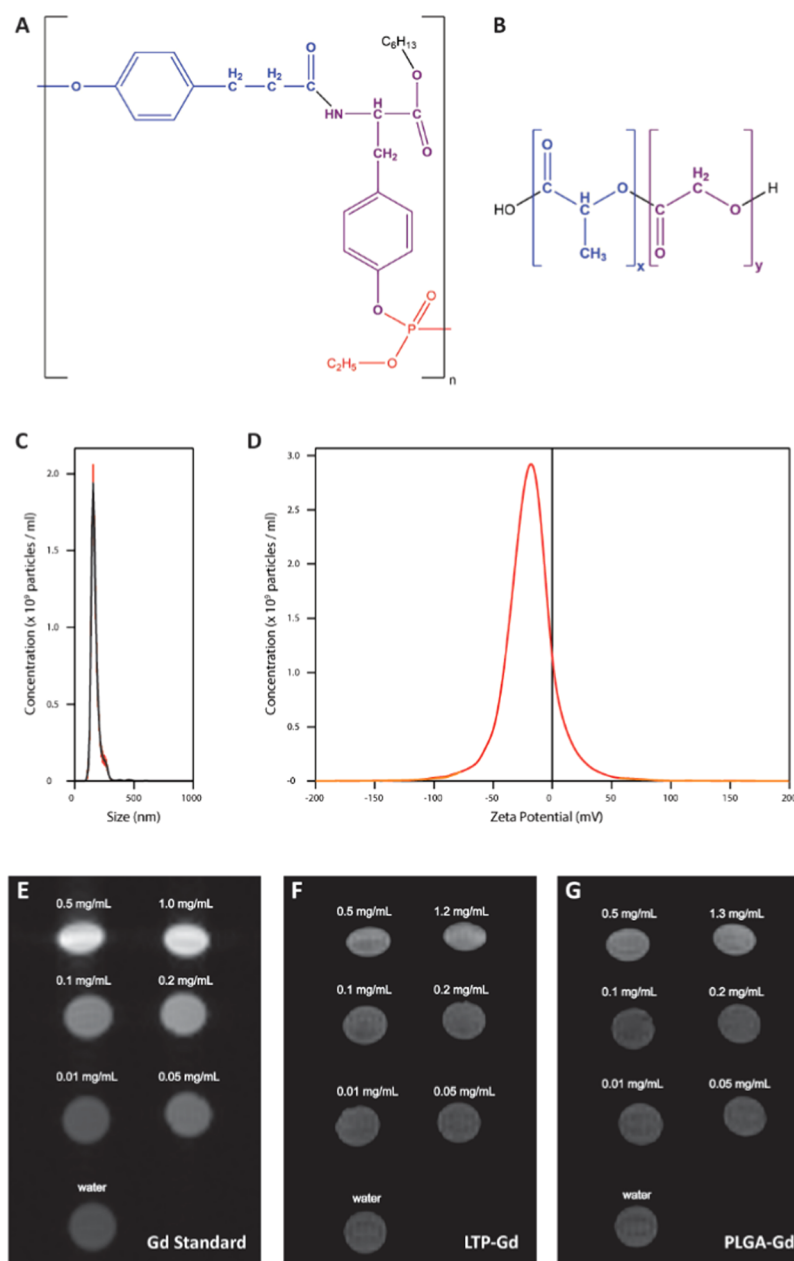 A
B
C₆H₁₃
O
O
O
H₂
C
H₂
C
C
HN
H
C
C
O
CH₂
O
O
P
O
C₂H₅
n
O
C
HO
H
C
O
CH₃
x
C
O
H₂
C
O
H
y
C
D
Concentration (x 10⁹ particles / ml)
2.0
1.5
1.0
0.5
0
0
500
1000
Size (nm)
Concentration (x 10⁹ particles / ml)
3.0
2.5
2.0
1.5
1.0
0.5
-0
-200
-150
-100
-50
0
50
100
150
200
Zeta Potential (mV)
E
0.5 mg/mL
1.0 mg/mL
0.1 mg/mL
0.2 mg/mL
0.01 mg/mL
0.05 mg/mL
water
Gd Standard
F
0.5 mg/mL
1.2 mg/mL
0.1 mg/mL
0.2 mg/mL
0.01 mg/mL
0.05 mg/mL
water
LTP-Gd
G
0.5 mg/mL
1.3 mg/mL
0.1 mg/mL
0.2 mg/mL
0.01 mg/mL
0.05 mg/mL
water
PLGA-Gd